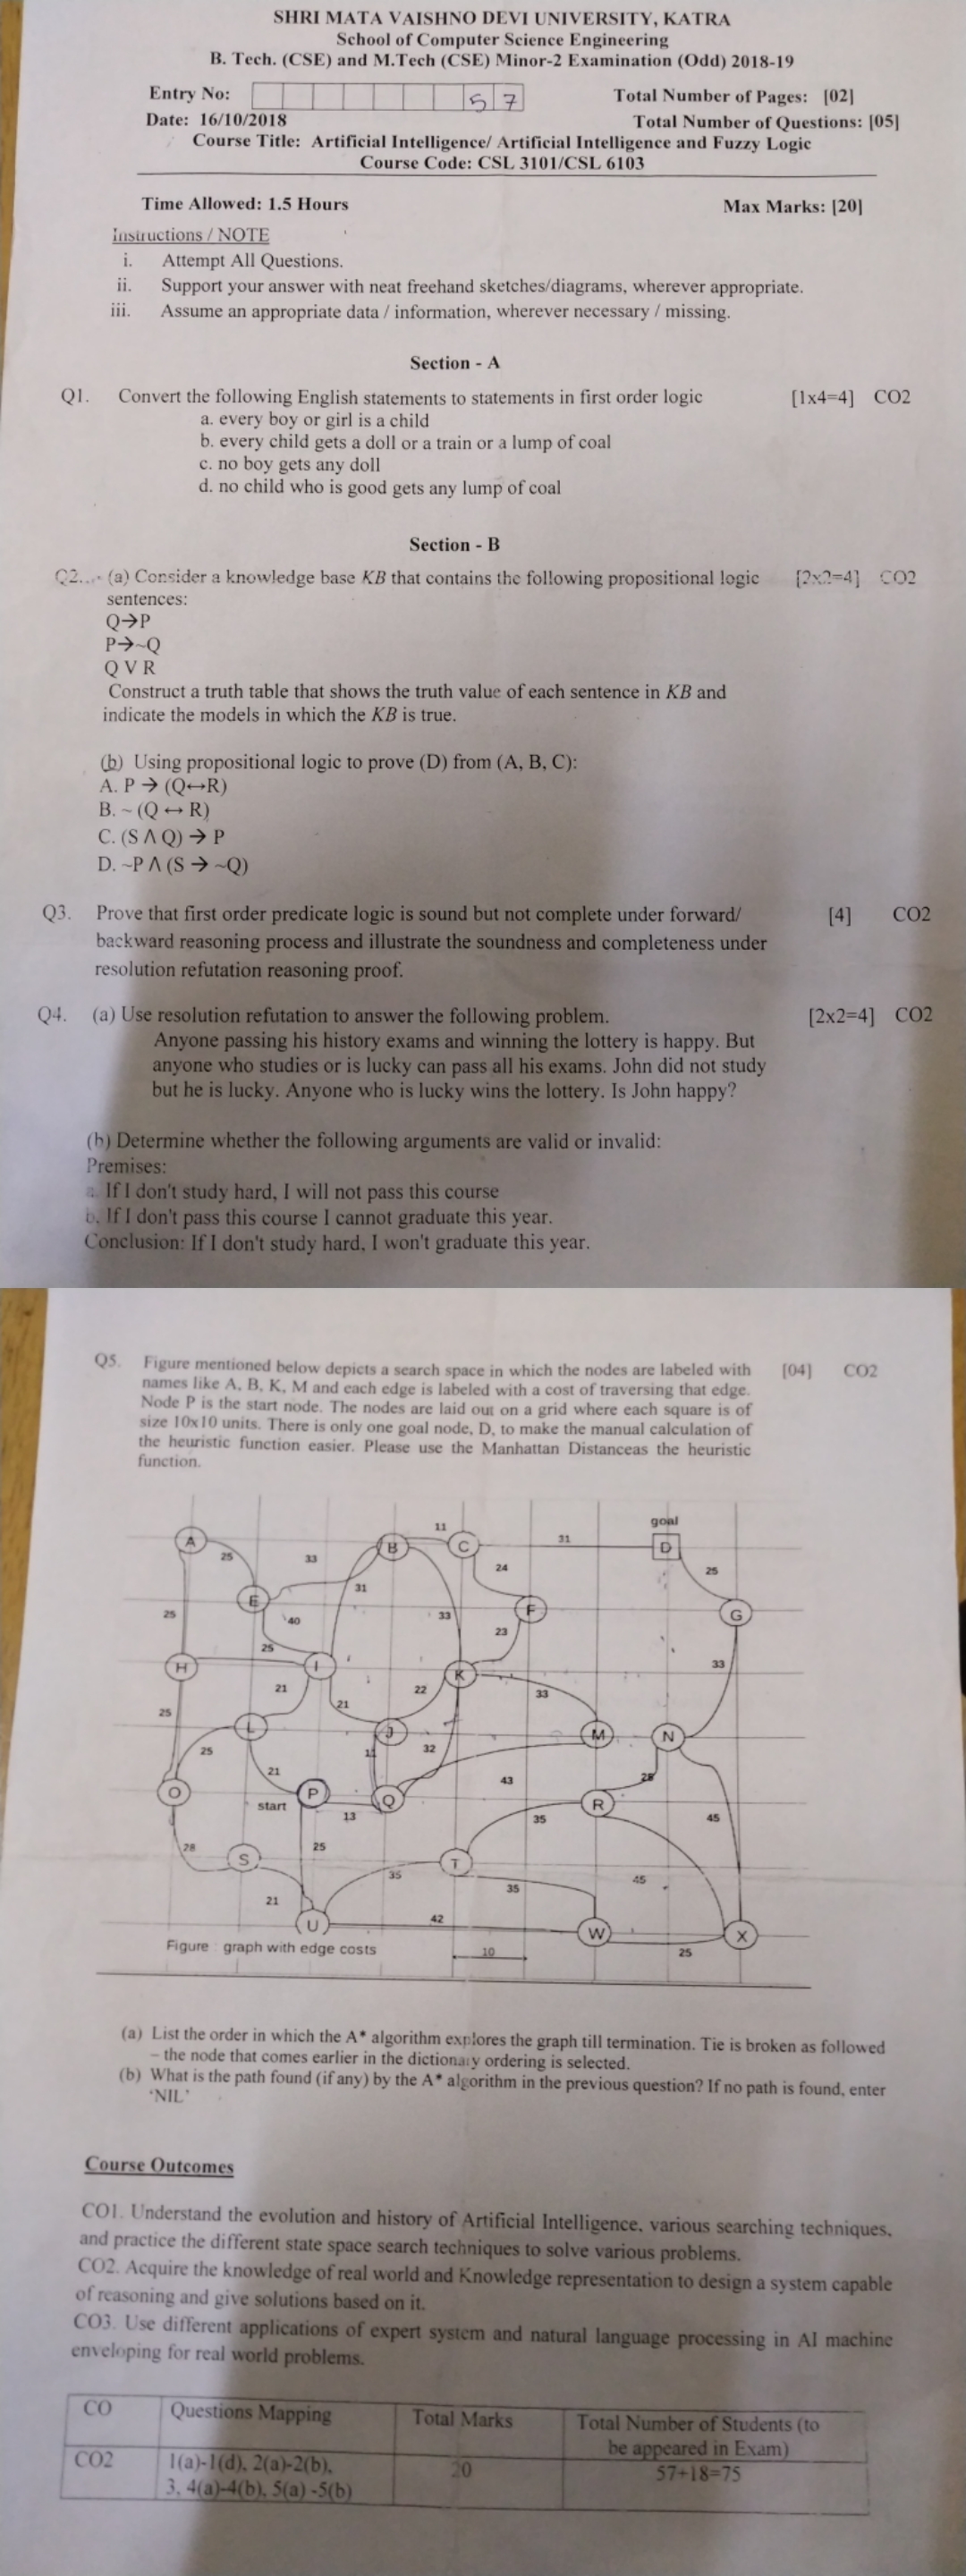 SHRI MATA VAISHNO DEVI UNIVERSITY, KATRA
School of Computer Science Engineering
B. Tech. (CSE) and M.Tech (CSE) Minor-2 Examination (Odd) 2018-19
Entry No: 5 7 Total Number of Pages: [02]
Date: 16/10/2018 Total Number of Questions: [05]
Course Title: Artificial Intelligence/ Artificial Intelligence and Fuzzy Logic
Course Code: CSL 3101/CSL 6103
Time Allowed: 1.5 Hours Max Marks: [20]
Instructions / NOTE
i. Attempt All Questions.
ii. Support your answer with neat freehand sketches/diagrams, wherever appropriate.
iii. Assume an appropriate data / information, wherever necessary / missing.
Section - A
Q1. Convert the following English statements to statements in first order logic [1x4=4] CO2
a. every boy or girl is a child
b. every child gets a doll or a train or a lump of coal
c. no boy gets any doll
d. no child who is good gets any lump of coal
Section - B
Q2... (a) Consider a knowledge base KB that contains the following propositional logic [2x2=4] CO2
sentences:
Q→P
P→~Q
Q V R
Construct a truth table that shows the truth value of each sentence in KB and
indicate the models in which the KB is true.
(b) Using propositional logic to prove (D) from (A, B, C):
A. P → (Q↔R)
B. ~ (Q ↔ R)
C. (S Λ Q) → P
D. ~P Λ (S → ~Q)
Q3. Prove that first order predicate logic is sound but not complete under forward/ [4] CO2
backward reasoning process and illustrate the soundness and completeness under
resolution refutation reasoning proof.
Q4. (a) Use resolution refutation to answer the following problem. [2x2=4] CO2
Anyone passing his history exams and winning the lottery is happy. But
anyone who studies or is lucky can pass all his exams. John did not study
but he is lucky. Anyone who is lucky wins the lottery. Is John happy?
(b) Determine whether the following arguments are valid or invalid:
Premises:
a. If I don't study hard, I will not pass this course
b. If I don't pass this course I cannot graduate this year.
Conclusion: If I don't study hard, I won't graduate this year.
Q5. Figure mentioned below depicts a search space in which the nodes are labeled with [04] CO2
names like A, B, K, M and each edge is labeled with a cost of traversing that edge.
Node P is the start node. The nodes are laid out on a grid where each square is of
size 10x10 units. There is only one goal node, D, to make the manual calculation of
the heuristic function easier. Please use the Manhattan Distanceas the heuristic
function.
goal
11
A B C 31 D
25 33 24 25
31
E F G
25 40 33 23
25
H I K 33
21 22 33
21
25 L J M N
25 32
21 11 43 28
O P Q R
start 13 35 45
28 25
S T
35 35 45
21
U 42 W X
Figure graph with edge costs 10 25
(a) List the order in which the A* algorithm explores the graph till termination. Tie is broken as followed
– the node that comes earlier in the dictionary ordering is selected.
(b) What is the path found (if any) by the A* algorithm in the previous question? If no path is found, enter
'NIL'
Course Outcomes
CO1. Understand the evolution and history of Artificial Intelligence, various searching techniques,
and practice the different state space search techniques to solve various problems.
CO2. Acquire the knowledge of real world and Knowledge representation to design a system capable
of reasoning and give solutions based on it.
CO3. Use different applications of expert system and natural language processing in AI machine
enveloping for real world problems.
CO Questions Mapping Total Marks Total Number of Students (to
be appeared in Exam)
CO2 1(a)-1(d), 2(a)-2(b), 20 57+18=75
3, 4(a)-4(b), 5(a) -5(b)